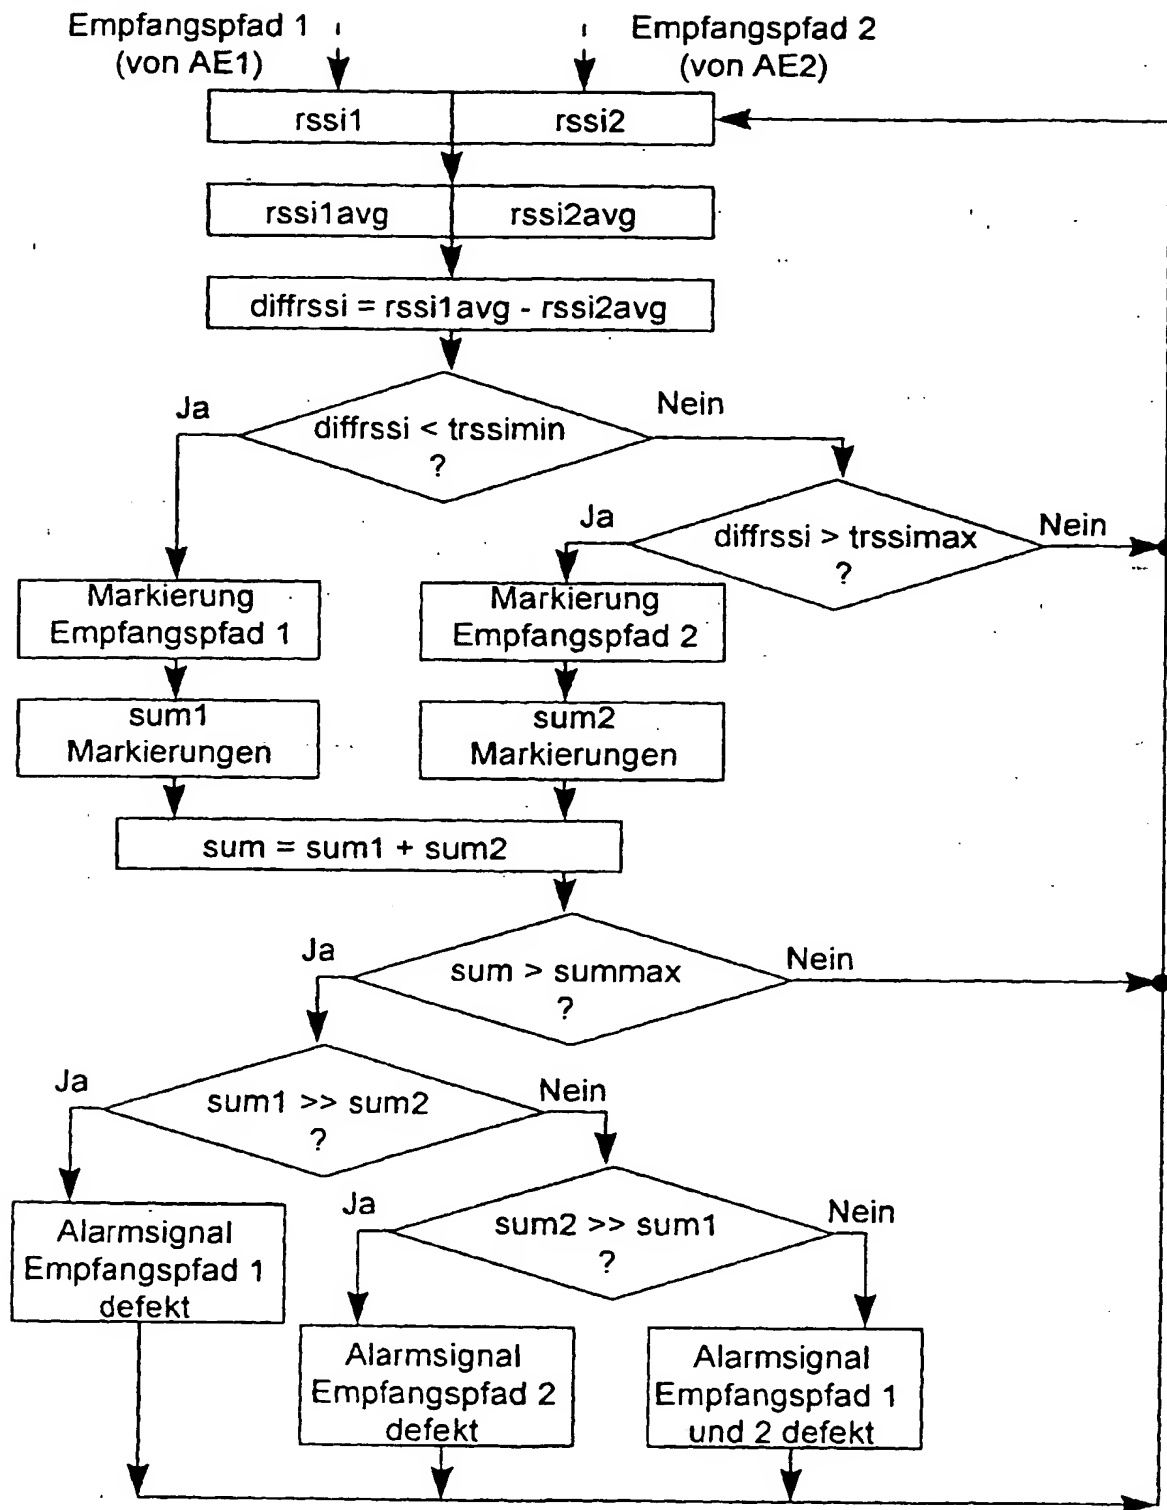 Empfangspfad 1
(von AE1)
Empfangspfad 2
(von AE2)
rssi1
rssi2
rssi1avg
rssi2avg
diffrssi = rssi1avg - rssi2avg
Ja
diffrssi < trssimin
?
Nein
Ja
diffrssi > trssimax
?
Nein
Markierung
Empfangspfad 1
Markierung
Empfangspfad 2
sum1
Markierungen
sum2
Markierungen
sum = sum1 + sum2
Ja
sum > summax
?
Nein
Ja
sum1 >> sum2
?
Nein
Ja
sum2 >> sum1
?
Nein
Alarmsignal
Empfangspfad 1
defekt
Alarmsignal
Empfangspfad 2
defekt
Alarmsignal
Empfangspfad 1
und 2 defekt